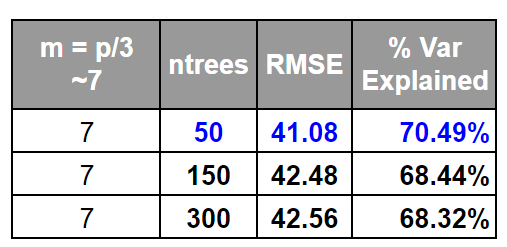 m = p/3 ~7 ntrees RMSE % Var Explained
7 50 41.08 70.49%
7 150 42.48 68.44%
7 300 42.56 68.32%